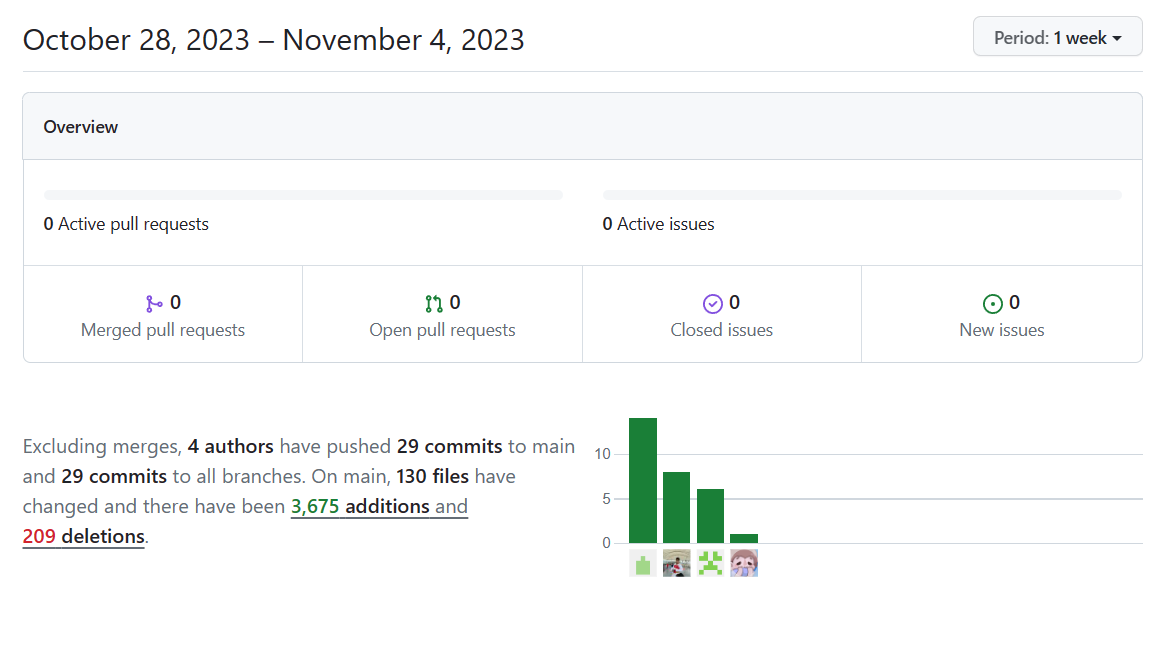 October 28, 2023 – November 4, 2023
Period: 1 week
Overview
0 Active pull requests
0 Active issues
0
Merged pull requests
0
Open pull requests
0
Closed issues
0
New issues
Excluding merges, 4 authors have pushed 29 commits to main
and 29 commits to all branches. On main, 130 files have
changed and there have been 3,675 additions and
209 deletions.
10
5
0